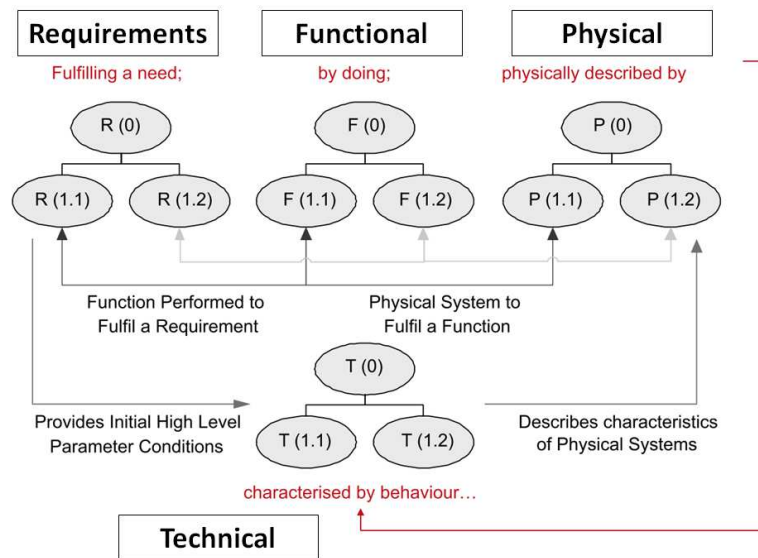 Requirements
Functional
Physical
Fulfilling a need;
by doing;
physically described by
R (0)
F (0)
P (0)
R (1.1)
R (1.2)
F (1.1)
F (1.2)
P (1.1)
P (1.2)
Function Performed to
Fulfil a Requirement
Physical System to
Fulfil a Function
T (0)
Provides Initial High Level
Parameter Conditions
T (1.1)
T (1.2)
Describes characteristics
of Physical Systems
characterised by behaviour...
Technical